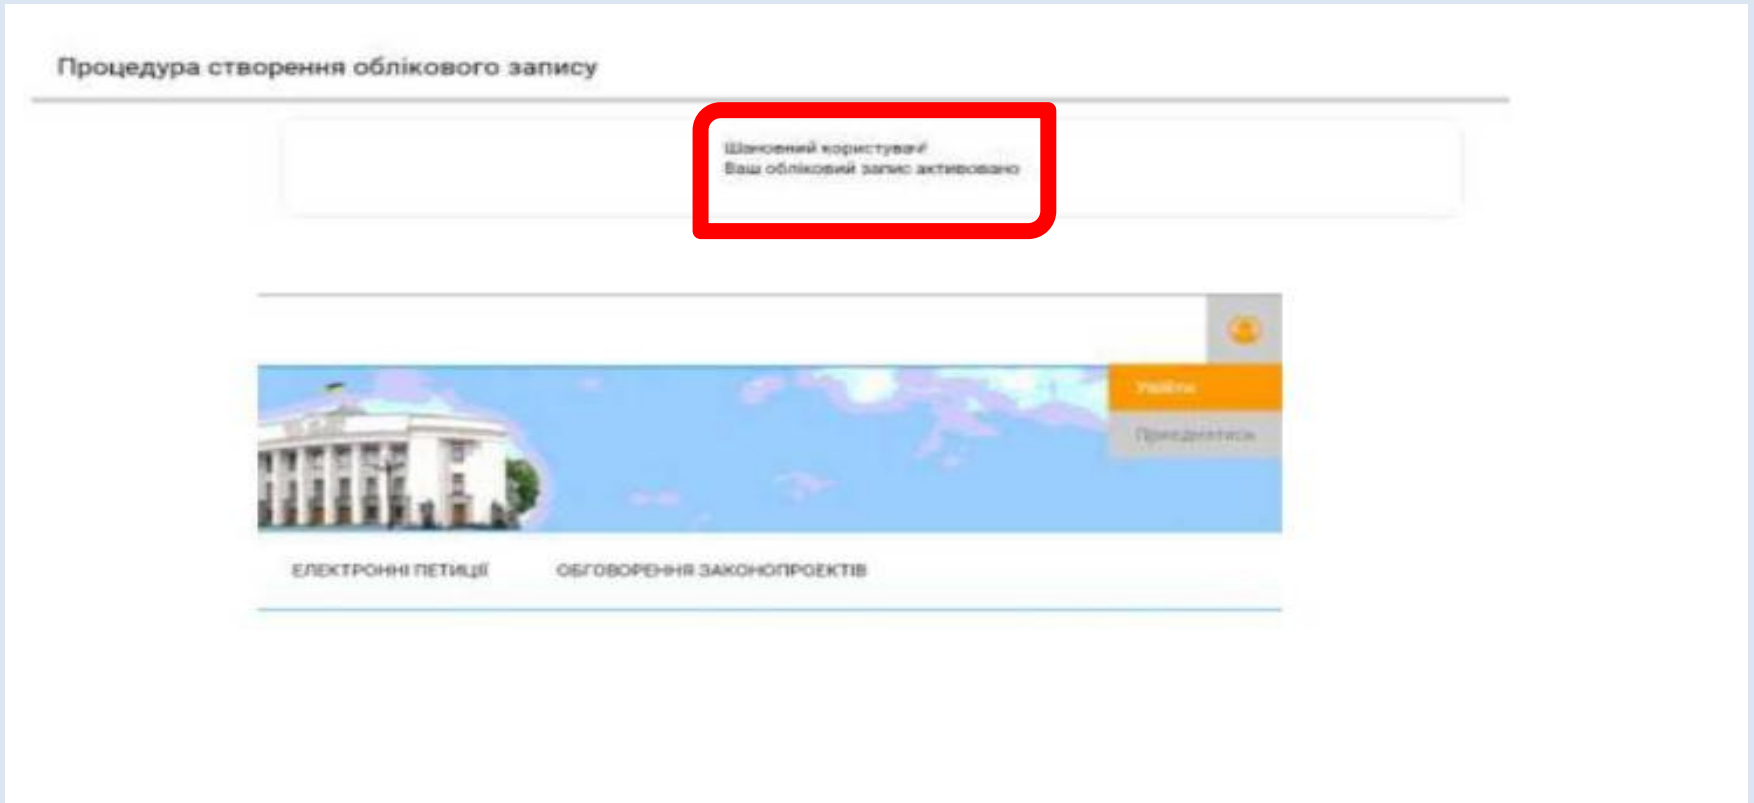 Процедура створення облікового запису
Шановний користувач!
Ваш обліковий запис активовано
Увійти
Приєднатися
ЕЛЕКТРОННІ ПЕТИЦІЇ
ОБГОВОРЕННЯ ЗАКОНОПРОЕКТІВ